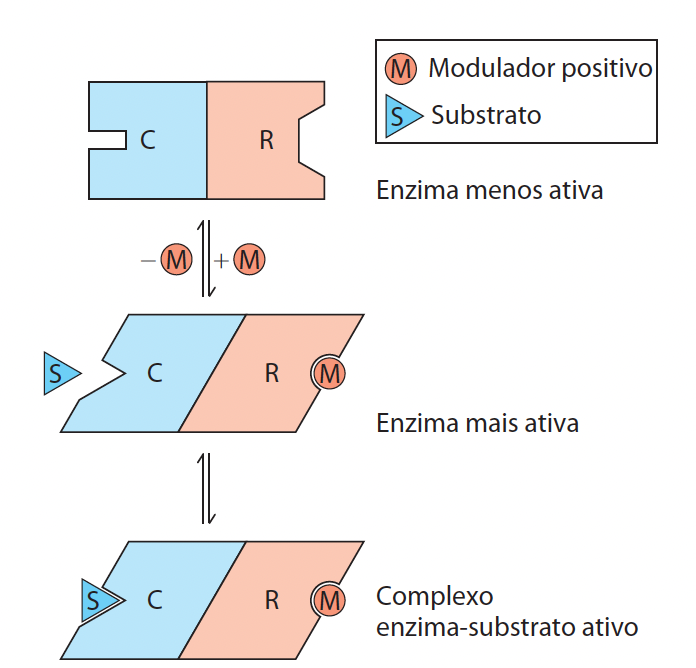 M Modulador positivo
S Substrato
C R
Enzima menos ativa
– M + M
S C R M
Enzima mais ativa
S C R M
Complexo
enzima-substrato ativo